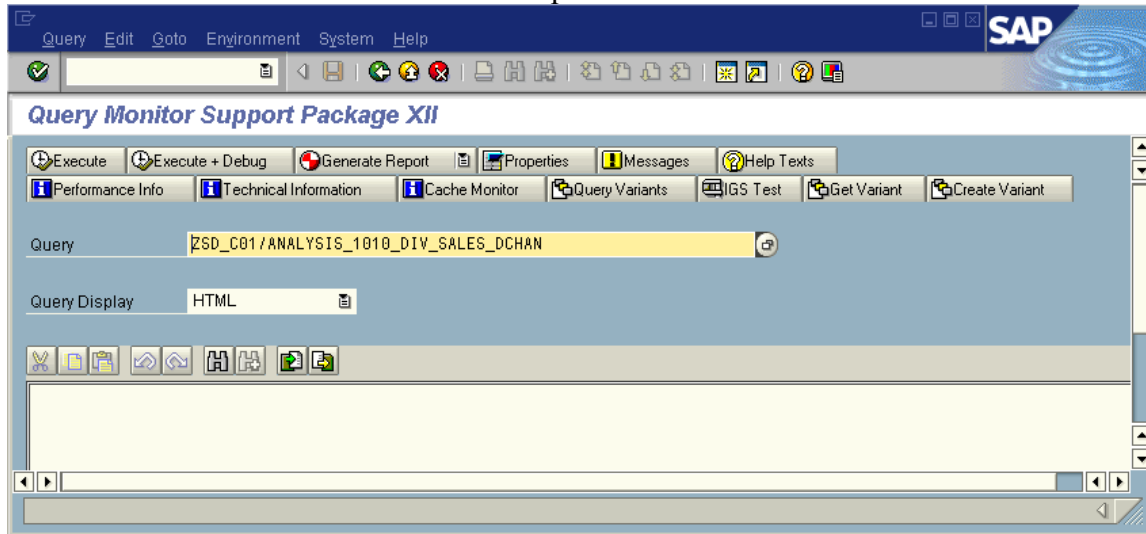 Query Edit Goto Environment System Help
SAP
Query Monitor Support Package XII
Execute Execute + Debug Generate Report Properties Messages Help Texts
Performance Info Technical Information Cache Monitor Query Variants IGS Test Get Variant Create Variant
Query ZSD_C01/ANALYSIS_1010_DIV_SALES_DCHAN
Query Display HTML